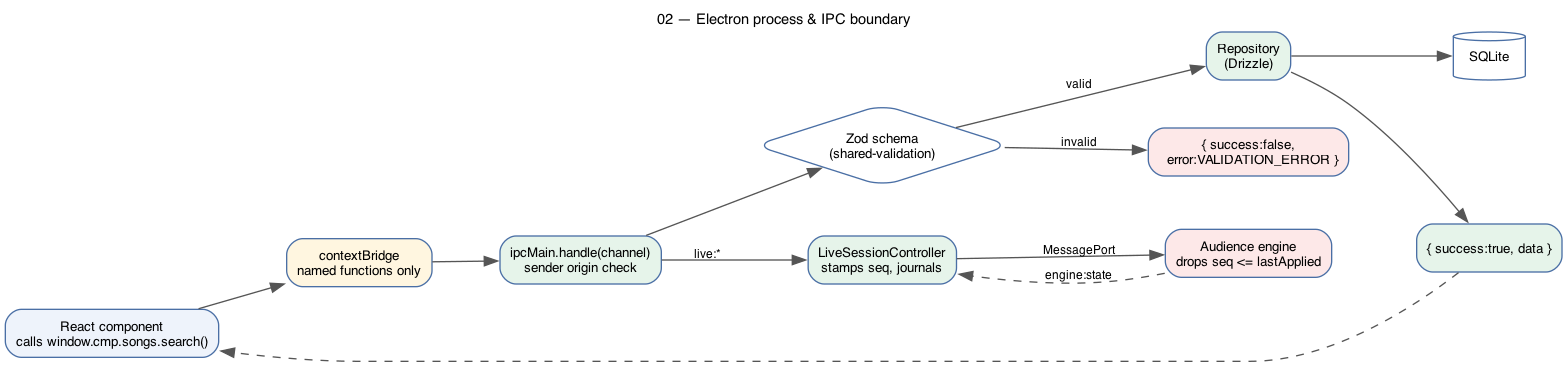 02 — Electron process & IPC boundary
Repository
(Drizzle)
SQLite
valid
Zod schema
(shared-validation)
invalid
{ success:false,
error:VALIDATION_ERROR }
contextBridge
named functions only
ipcMain.handle(channel)
sender origin check
live:*
LiveSessionController
stamps seq, journals
MessagePort
engine:state
Audience engine
drops seq <= lastApplied
{ success:true, data }
React component
calls window.cmp.songs.search()